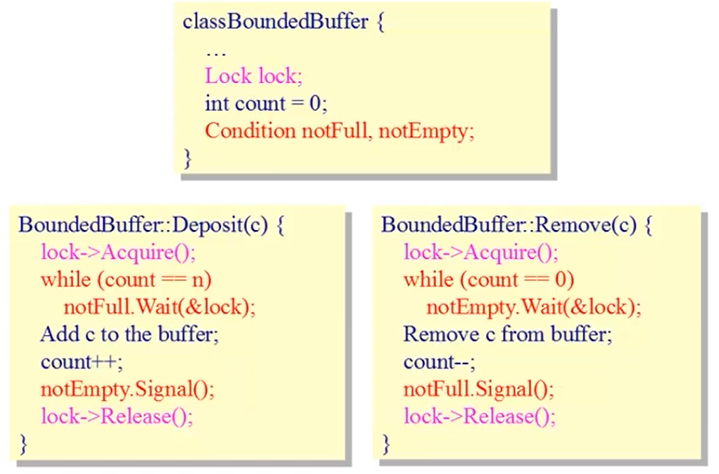 classBoundedBuffer {
…
Lock lock;
int count = 0;
Condition notFull, notEmpty;
}
BoundedBuffer::Deposit(c) {
lock->Acquire();
while (count == n)
notFull.Wait(&lock);
Add c to the buffer;
count++;
notEmpty.Signal();
lock->Release();
}
BoundedBuffer::Remove(c) {
lock->Acquire();
while (count == 0)
notEmpty.Wait(&lock);
Remove c from buffer;
count--;
notFull.Signal();
lock->Release();
}